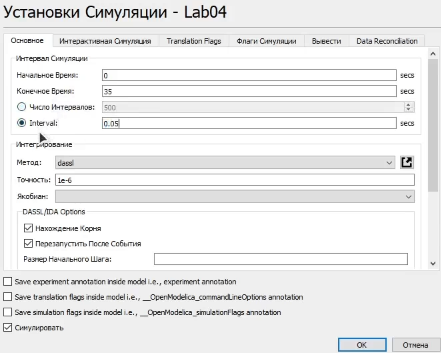 Установки Симуляции - Lab04
Основное Интерактивная Симуляция Translation Flags Флаги Симуляции Вывести Data Reconciliation
Интервал Симуляции
Начальное Время: 0 secs
Конечное Время: 35 secs
Число Интервалов: 500
Interval: 0.05 secs
Интегрирование
Метод: dassl
Точность: 1e-6
Якобиан:
DASSL/IDA Options
Нахождение Корня
Перезапустить После События
Размер Начального Шага:
Save experiment annotation inside model i.e., experiment annotation
Save translation flags inside model i.e., __OpenModelica_commandLineOptions annotation
Save simulation flags inside model i.e., __OpenModelica_simulationFlags annotation
Симулировать
OK Отмена